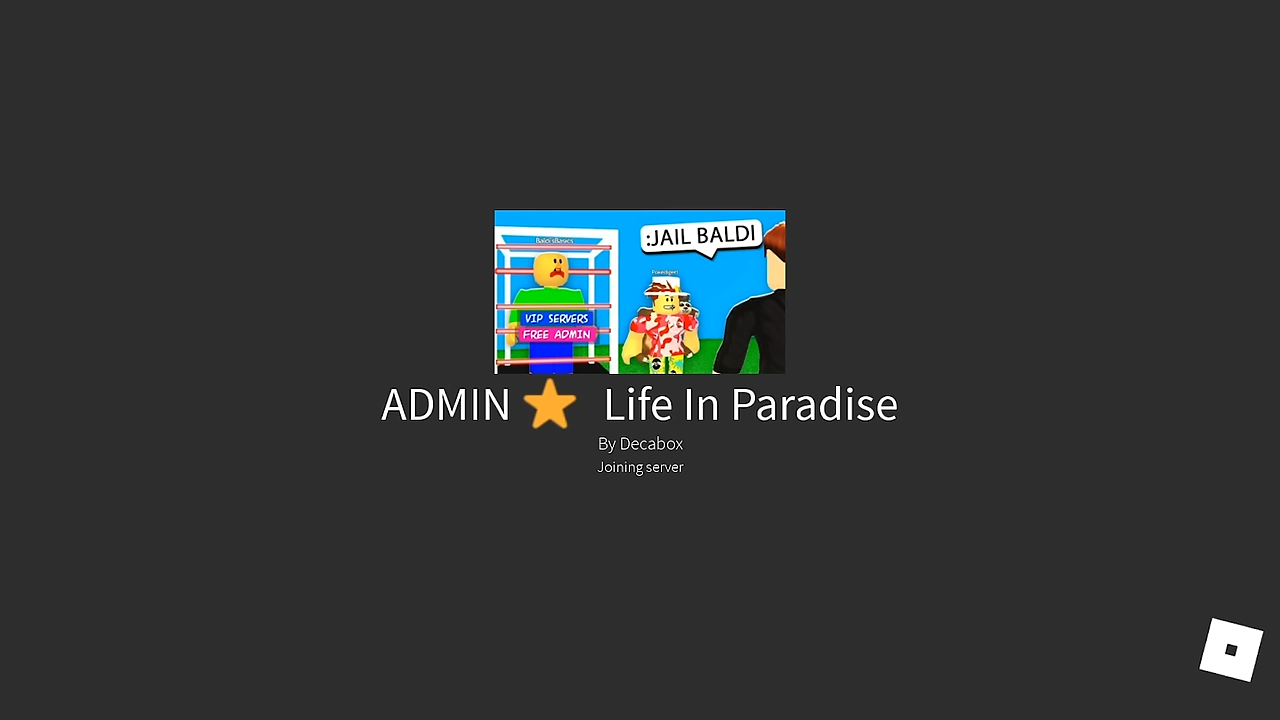 :JAIL BALDI
VIP SERVERS
FREE ADMIN
ADMIN ⭐ Life In Paradise
By Decabox
Joining server